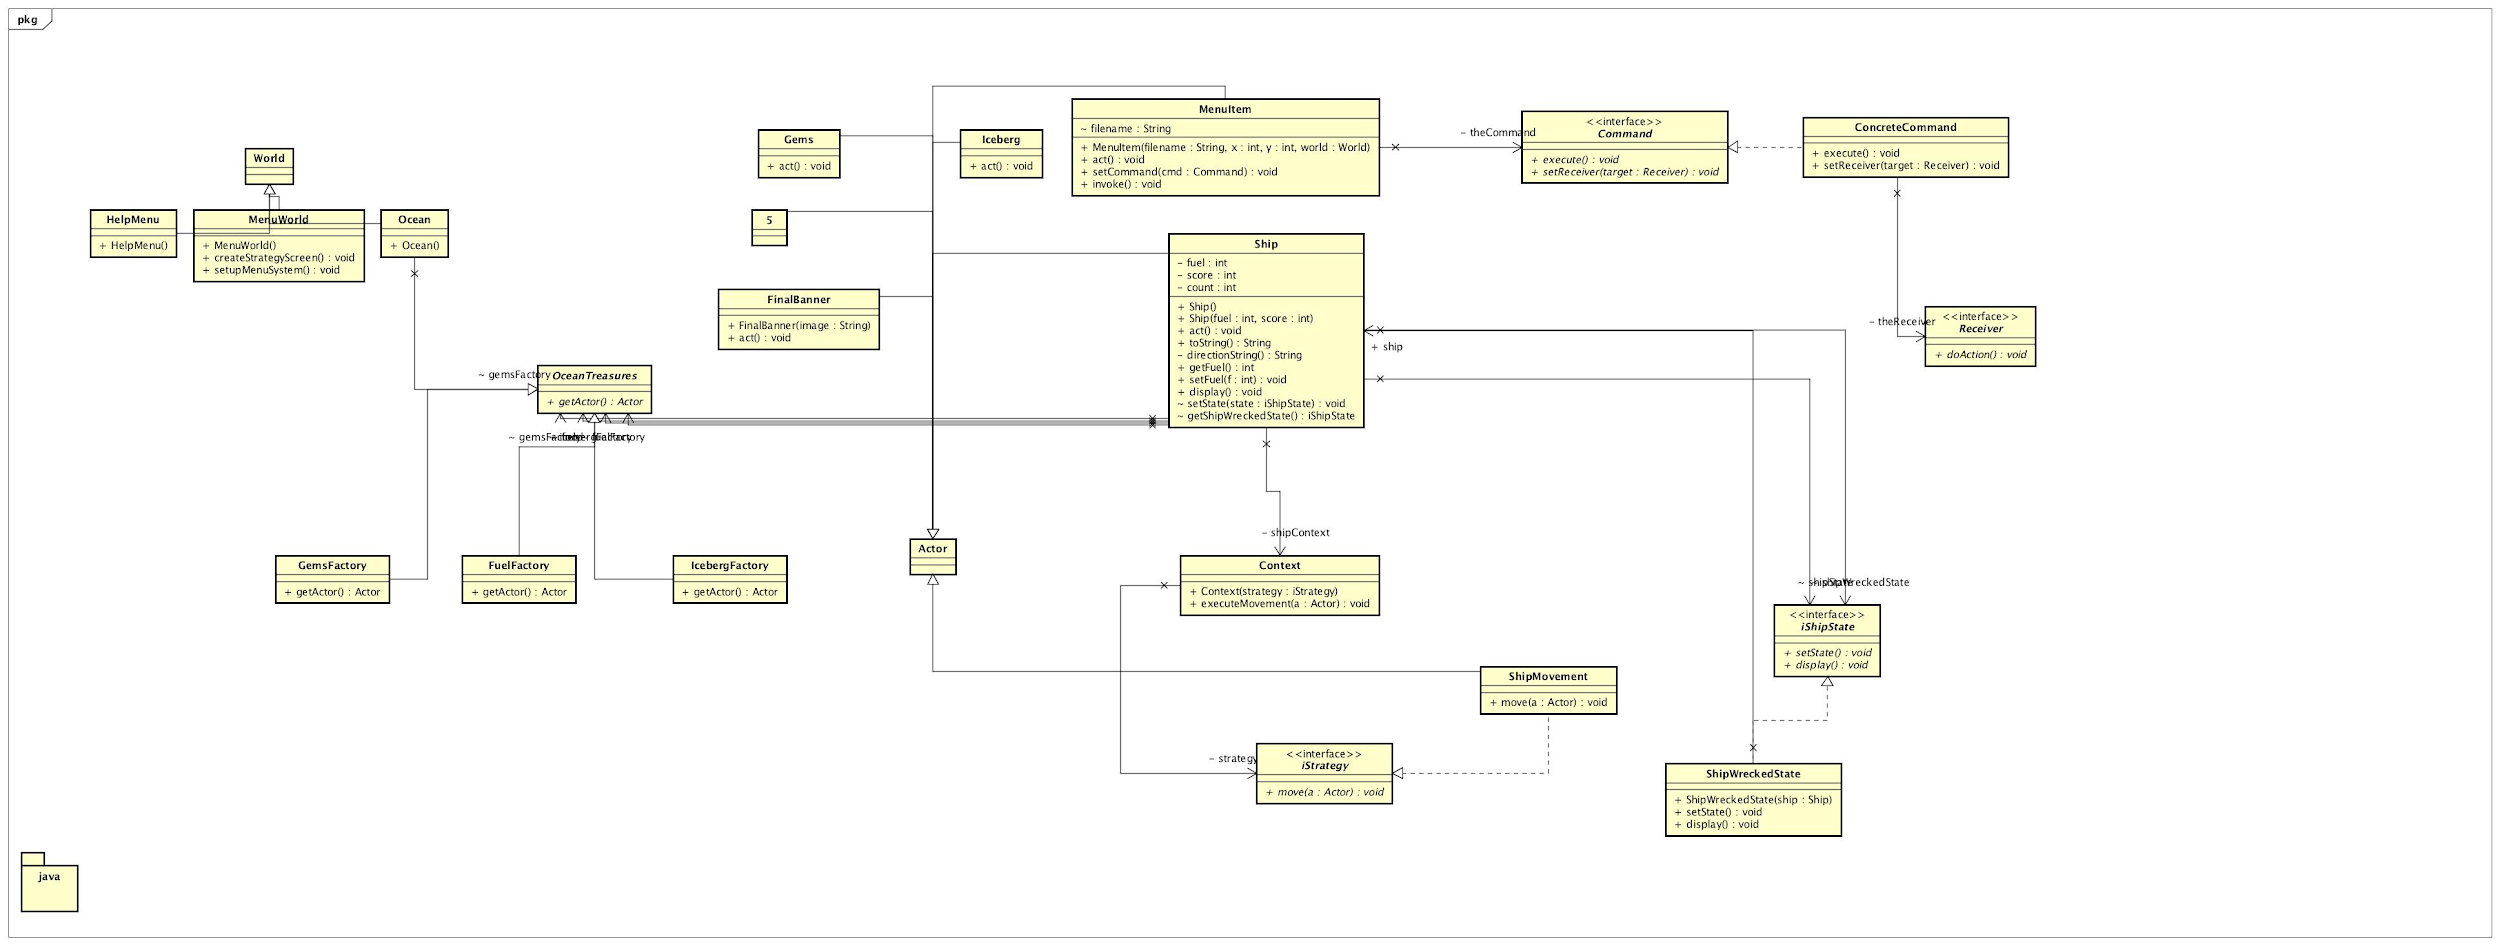 pkg
World
HelpMenu
+ HelpMenu()
MenuWorld
+ MenuWorld()
+ createStrategyScreen() : void
+ setupMenuSystem() : void
Ocean
+ Ocean()
Gems
+ act() : void
Iceberg
+ act() : void
5
FinalBanner
+ FinalBanner(image : String)
+ act() : void
MenuItem
~ filename : String
+ MenuItem(filename : String, x : int, y : int, world : World)
+ act() : void
+ setCommand(cmd : Command) : void
+ invoke() : void
- theCommand
<<interface>>
Command
+ execute() : void
+ setReceiver(target : Receiver) : void
ConcreteCommand
+ execute() : void
+ setReceiver(target : Receiver) : void
- theReceiver
<<interface>>
Receiver
+ doAction() : void
Ship
- fuel : int
- score : int
- count : int
+ Ship()
+ Ship(fuel : int, score : int)
+ act() : void
+ toString() : String
- directionString() : String
+ getFuel() : int
+ setFuel(f : int) : void
+ display() : void
~ setState(state : iShipState) : void
~ getShipWreckedState() : iShipState
+ ship
~ gemsFactory
OceanTreasures
+ getActor() : Actor
~ gemsFactory
GemsFactory
+ getActor() : Actor
FuelFactory
+ getActor() : Actor
IcebergFactory
+ getActor() : Actor
Actor
- shipContext
Context
+ Context(strategy : iStrategy)
+ executeMovement(a : Actor) : void
~ shipState
shipWreckedState
<<interface>>
iShipState
+ setState() : void
+ display() : void
ShipMovement
+ move(a : Actor) : void
- strategy
<<interface>>
iStrategy
+ move(a : Actor) : void
ShipWreckedState
+ ShipWreckedState(ship : Ship)
+ setState() : void
+ display() : void
java